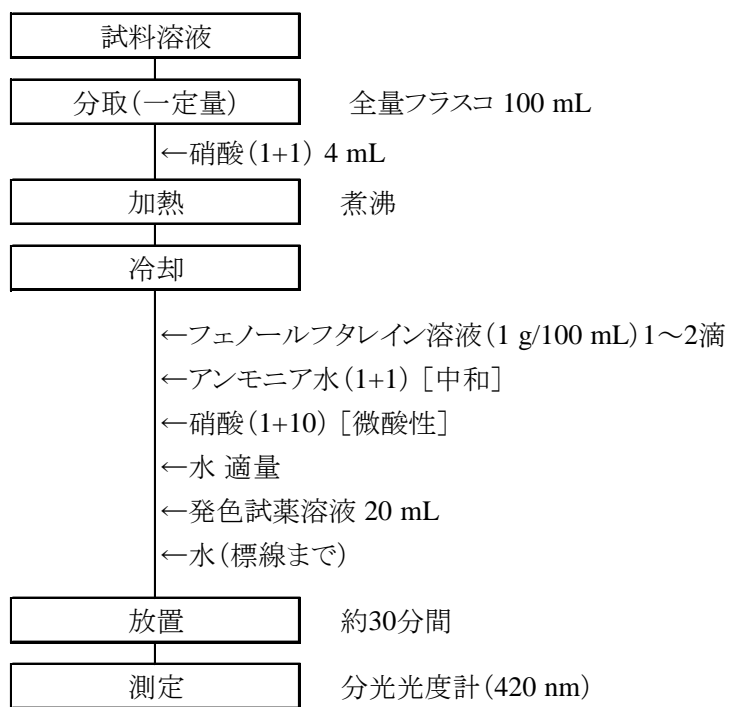 試料溶液
分取(一定量) 全量フラスコ 100 mL
←硝酸(1+1) 4 mL
加熱 煮沸
冷却
←フェノールフタレイン溶液(1 g/100 mL)1~2滴
←アンモニア水(1+1)[中和]
←硝酸(1+10)[微酸性]
←水 適量
←発色試薬溶液 20 mL
←水(標線まで)
放置 約30分間
測定 分光光度計(420 nm)